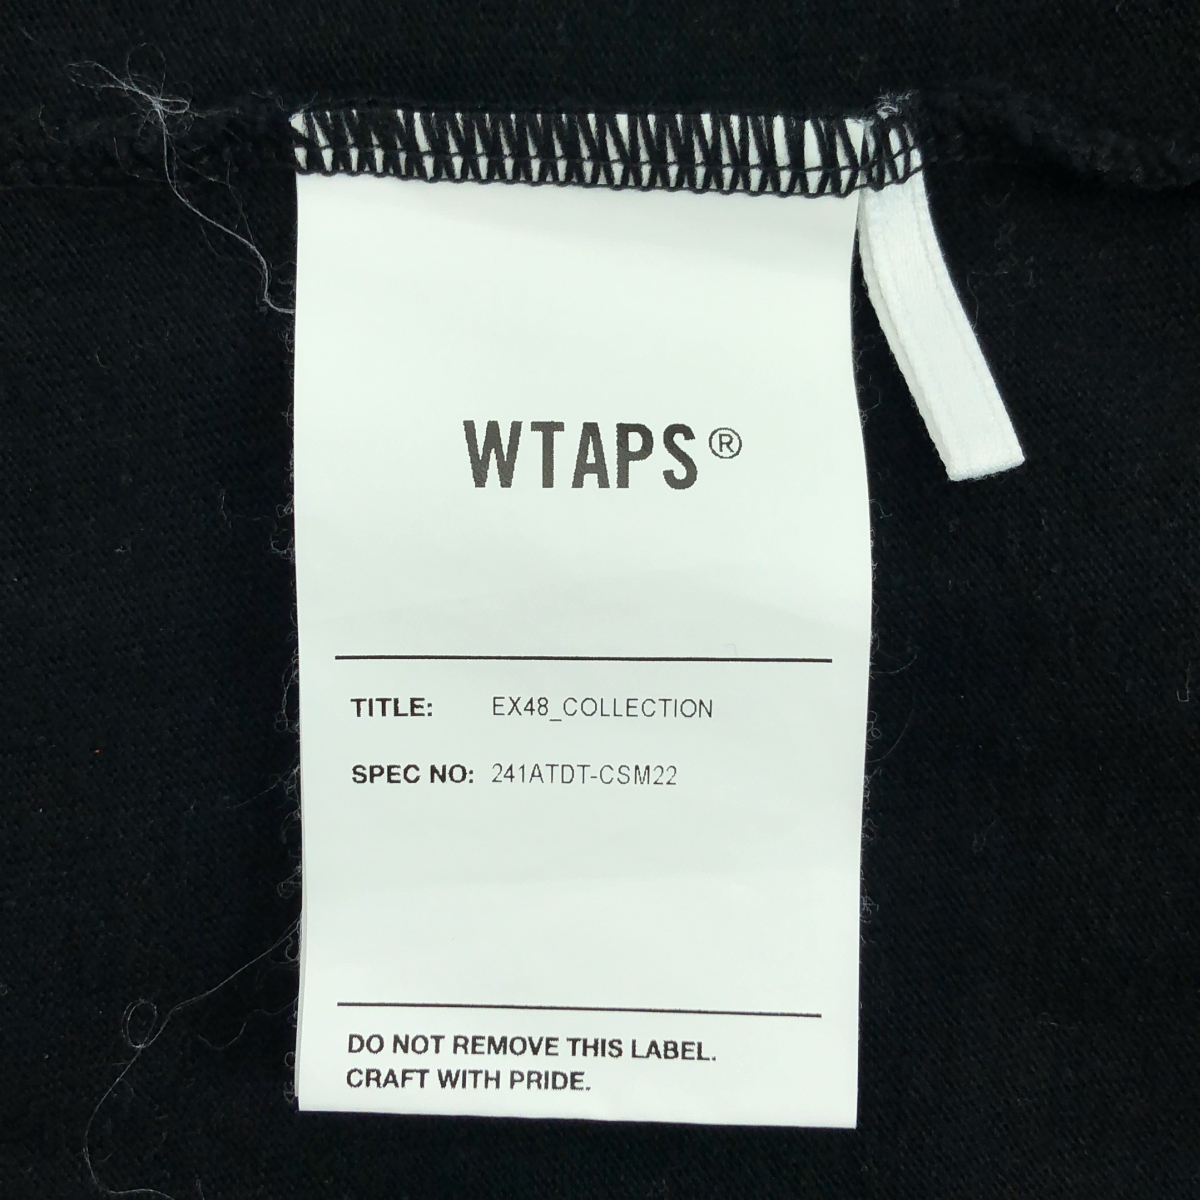 WTAPS®
TITLE: EX48_COLLECTION
SPEC NO: 241ATDT-CSM22
DO NOT REMOVE THIS LABEL.
CRAFT WITH PRIDE.